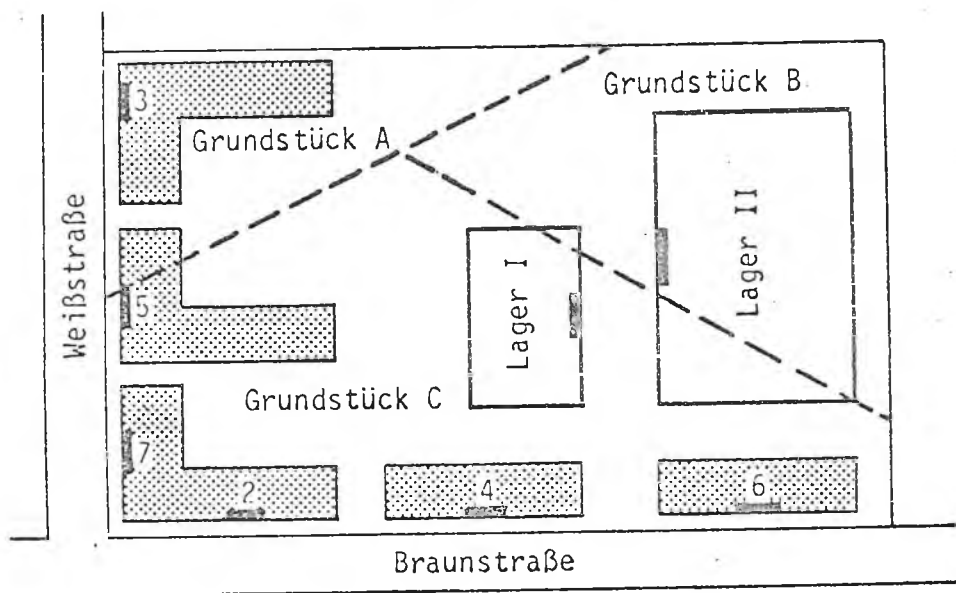 3
Grundstück B
Grundstück A
Weißstraße
5
Lager I
Lager II
Grundstück C
7
2
4
6
Braunstraße